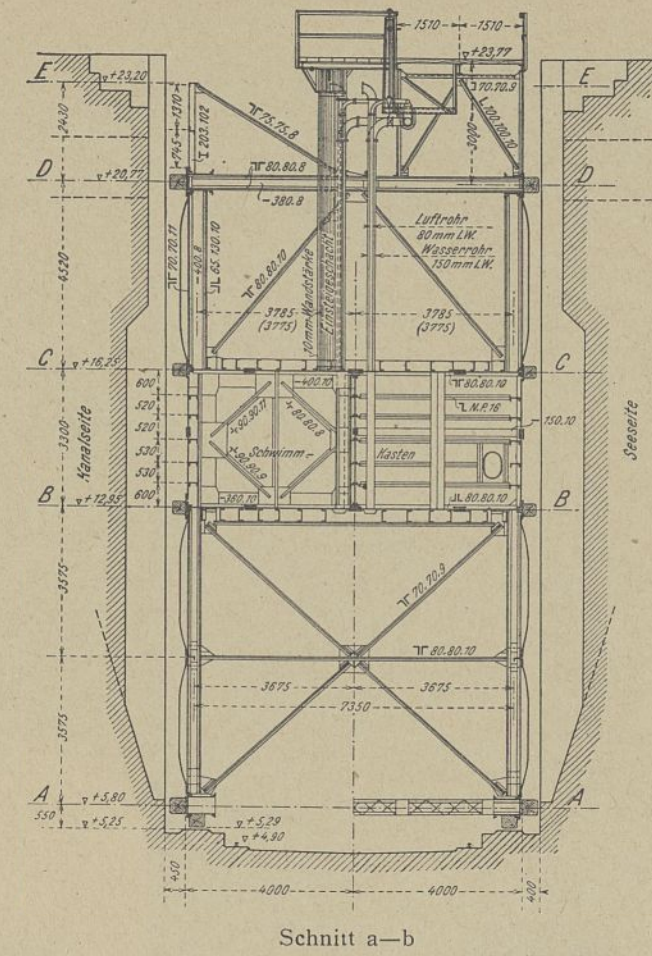 1510 1510
+23,77
E +23,20 E
2430
1310
745
I 203.102
75.75.8
70.70.9
L 100.100.10
3000
D +20,77 D
80.80.8
-380.8
70.70.11
-400.8
65.130.10
80.80.10
10mm Wandstärke
Einsteigeschacht
Luftrohr
80mm LW.
Wasserrohr
150mm LW.
4520
3785
(3775)
3785
(3775)
C +16,25 C
600
520
520
530
530
600
3300
-400.10
80.80.10
N.P. 16
150.10
+90.90.11
+80.80.8
+90.90.9
Schwimm-
Kasten
-360.10
80.80.10
Kanalseite
Seeseite
B +12,95 B
3575
70.70.9
80.80.10
3675 3675
7350
3575
A +5,80 A
550
+5,25
+5,29
+4,90
450
4000 4000
400
Schnitt a—b